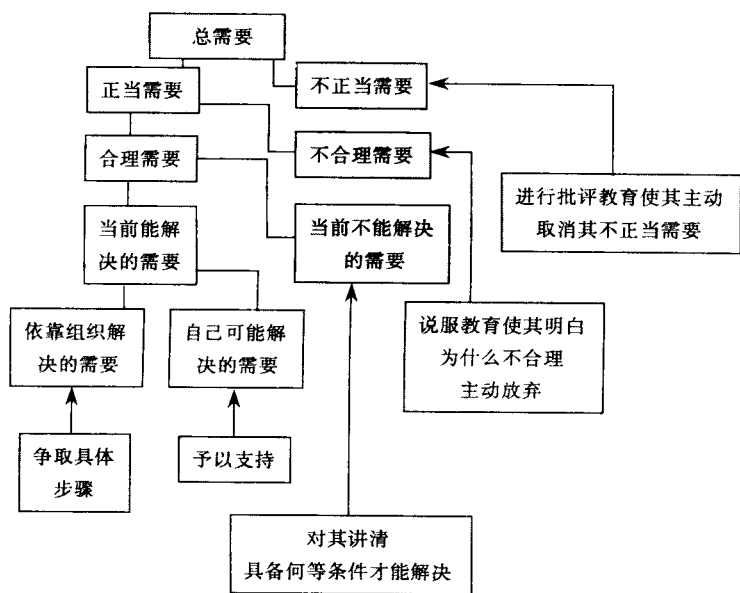 总需要
正当需要
不正当需要
合理需要
不合理需要
进行批评教育使其主动
取消其不正当需要
当前能解
决的需要
当前不能解决
的需要
依靠组织解
决的需要
自己可能解
决的需要
说服教育使其明白
为什么不合理
主动放弃
争取具体
步骤
予以支持
对其讲清
具备何等条件才能解决